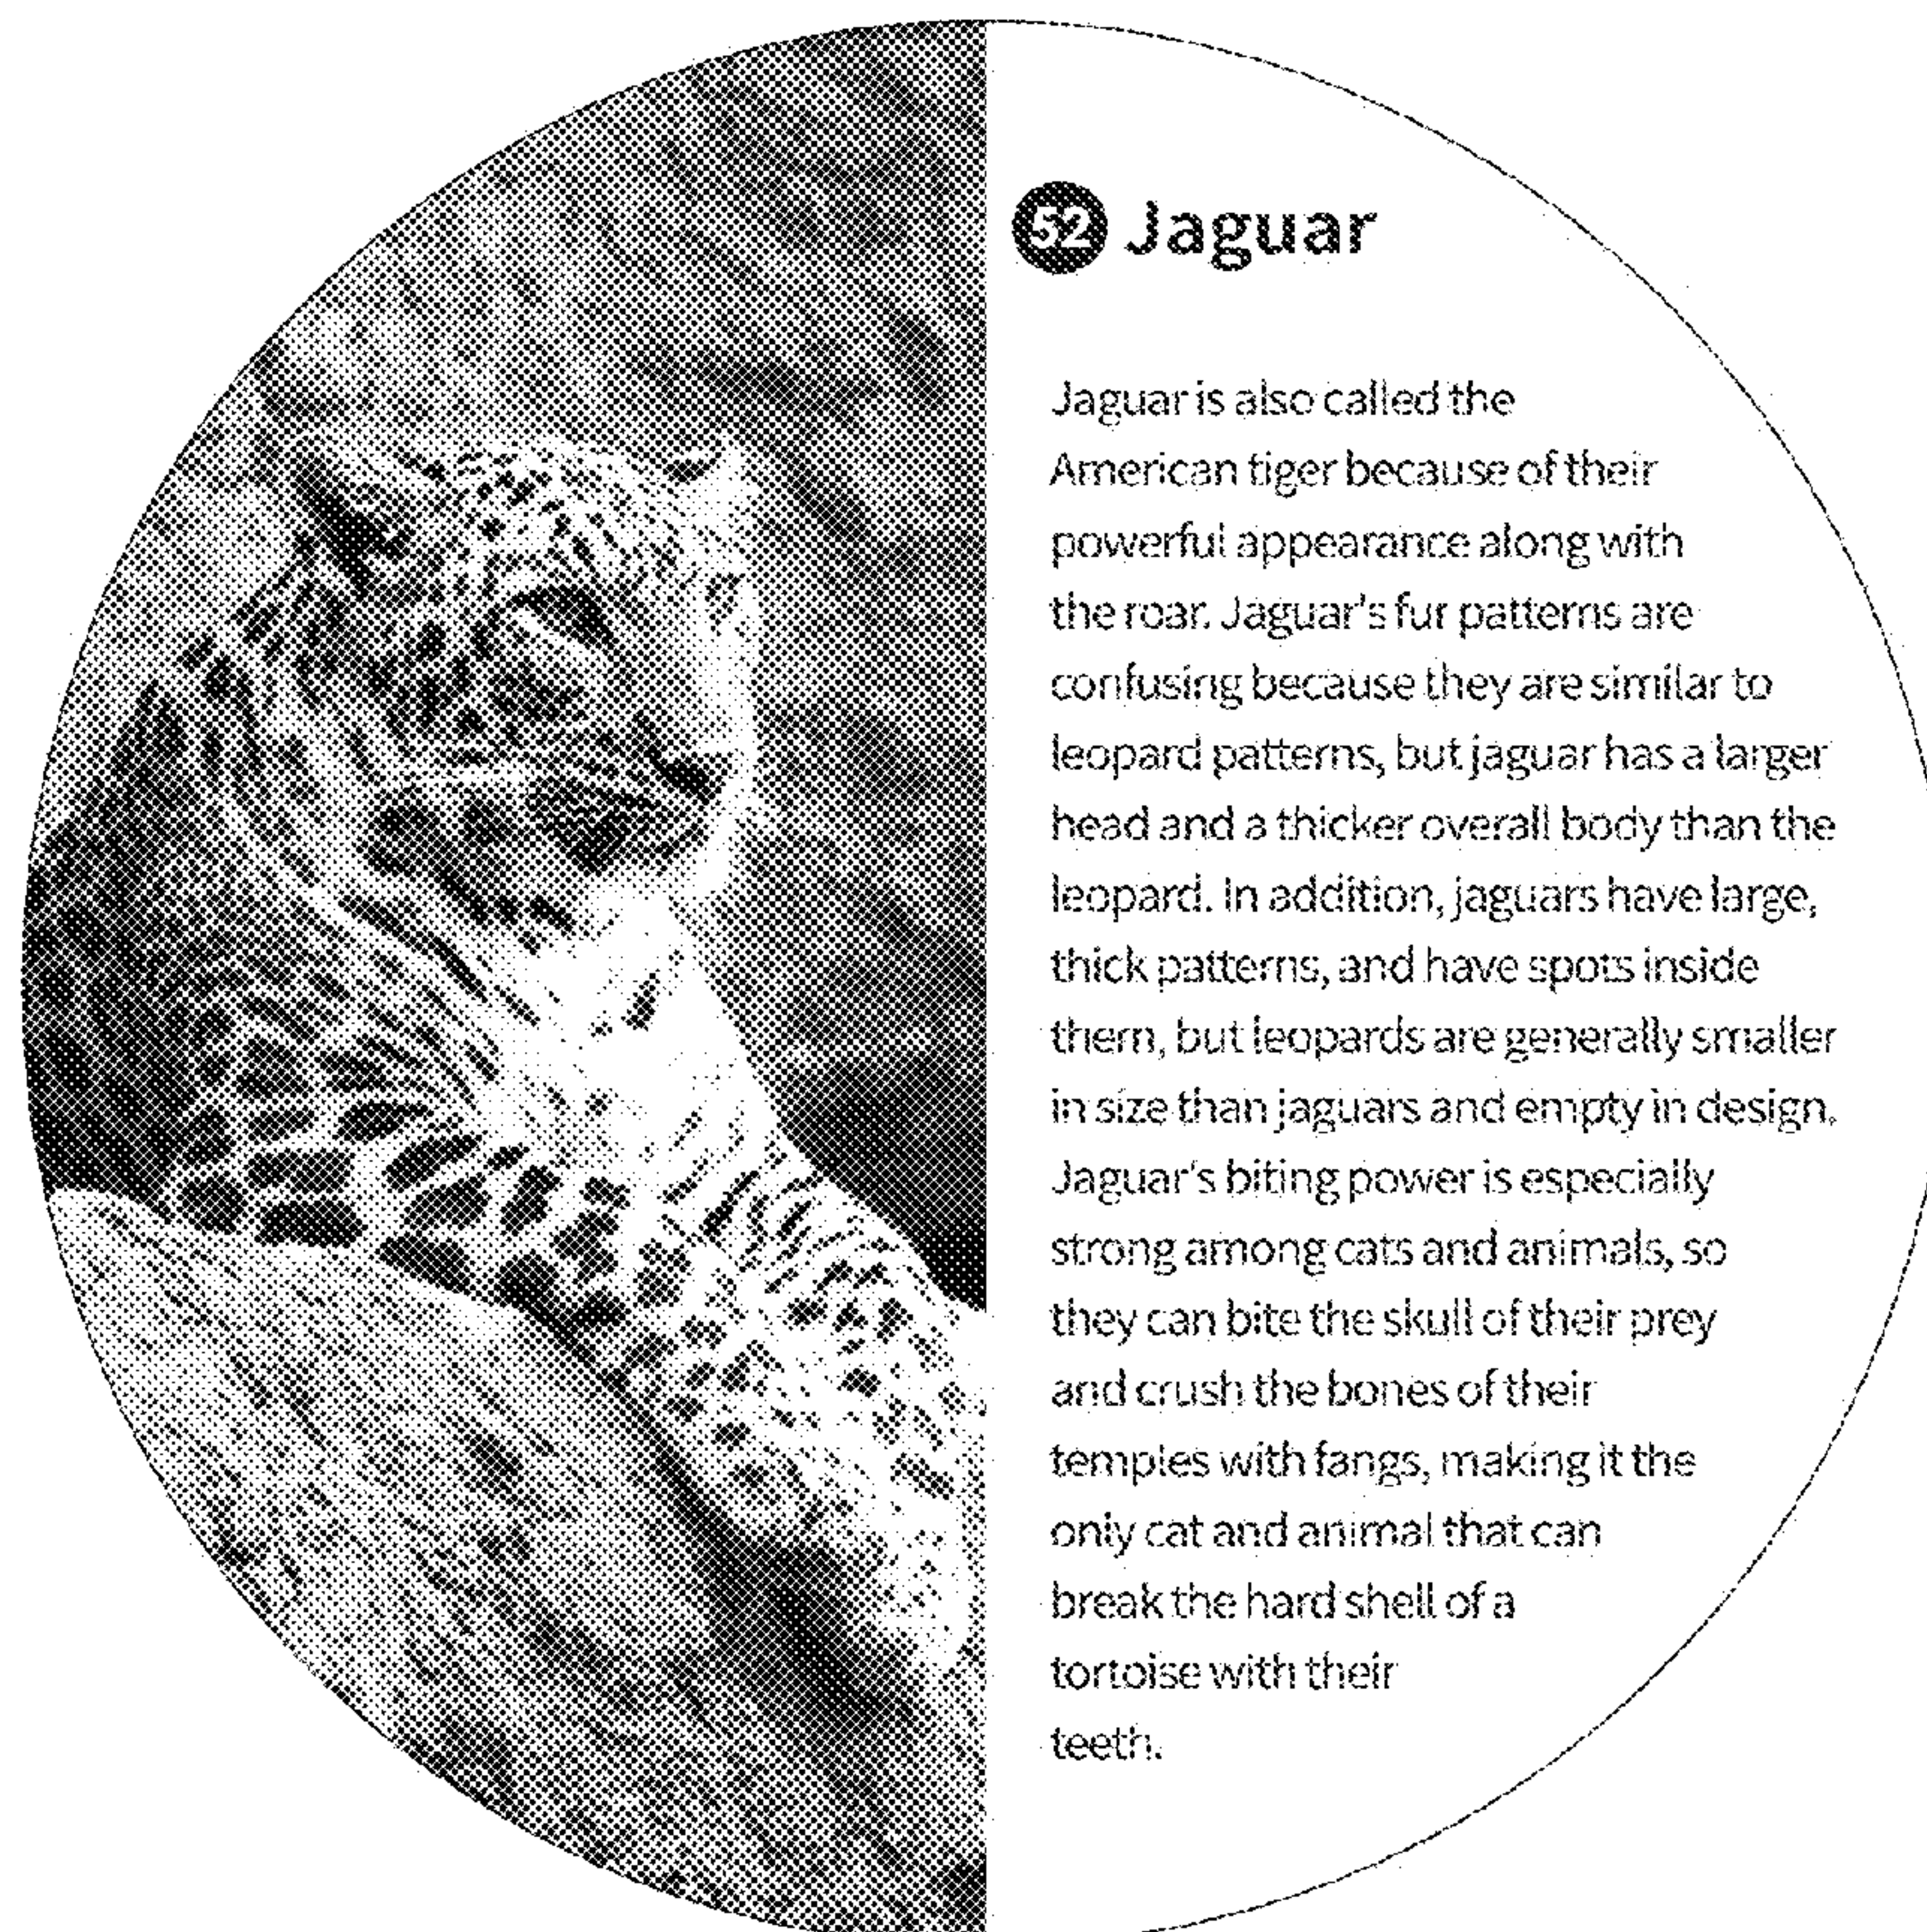 52 Jaguar
Jaguar is also called the
American tiger because of their
powerful appearance along with
the roar. Jaguar's fur patterns are
confusing because they are similar to
leopard patterns, but jaguar has a larger
head and a thicker overall body than the
leopard. In addition, jaguars have large,
thick patterns, and have spots inside
them, but leopards are generally smaller
in size than jaguars and empty in design.
Jaguar's biting power is especially
strong among cats and animals, so
they can bite the skull of their prey
and crush the bones of their
temples with fangs, making it the
only cat and animal that can
break the hard shell of a
tortoise with their
teeth.